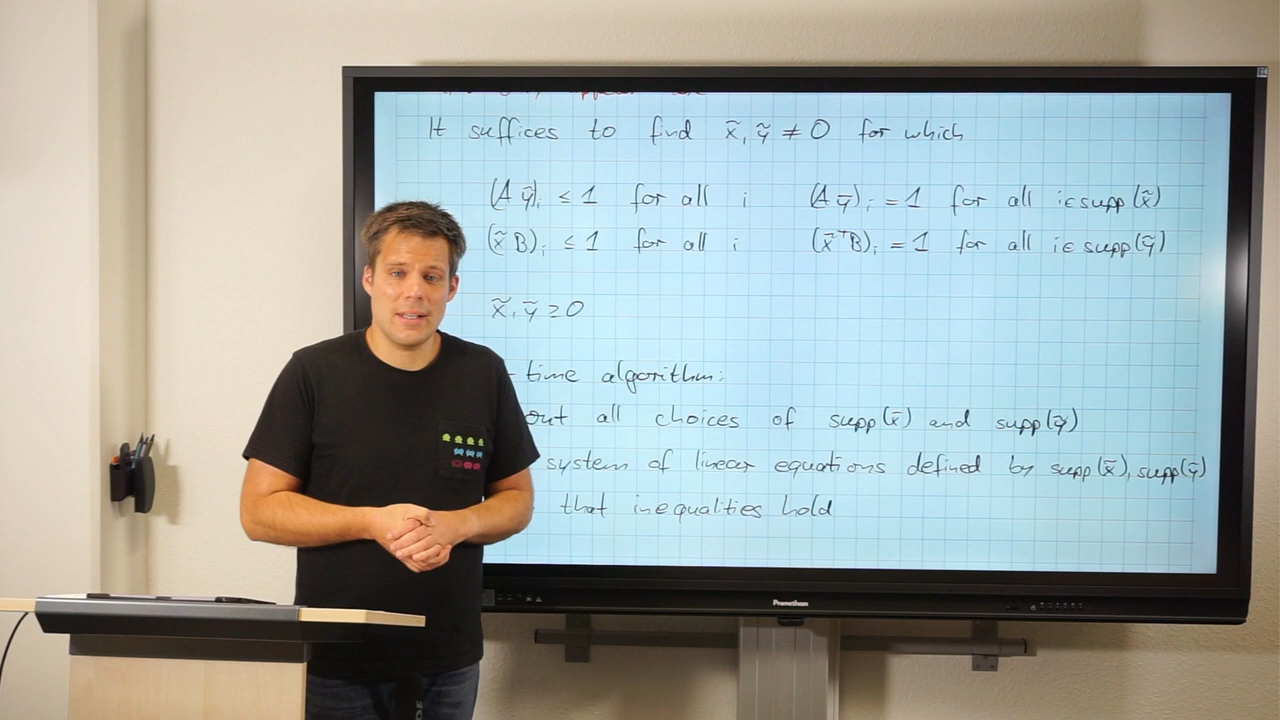 It suffices to find x̃, ỹ ≠ 0 for which
(A ỹ)ᵢ ≤ 1 for all i (A ỹ)ᵢ = 1 for all i∈supp(x̃)
(x̃ B)ᵢ ≤ 1 for all i (x̃ᵀB)ᵢ = 1 for all i∈supp(ỹ)
x̃, ỹ ≥ 0
- time algorithm:
out all choices of supp(x̃) and supp(ỹ)
system of linear equations defined by supp(x̃), supp(ỹ)
that inequalities hold
Promethean